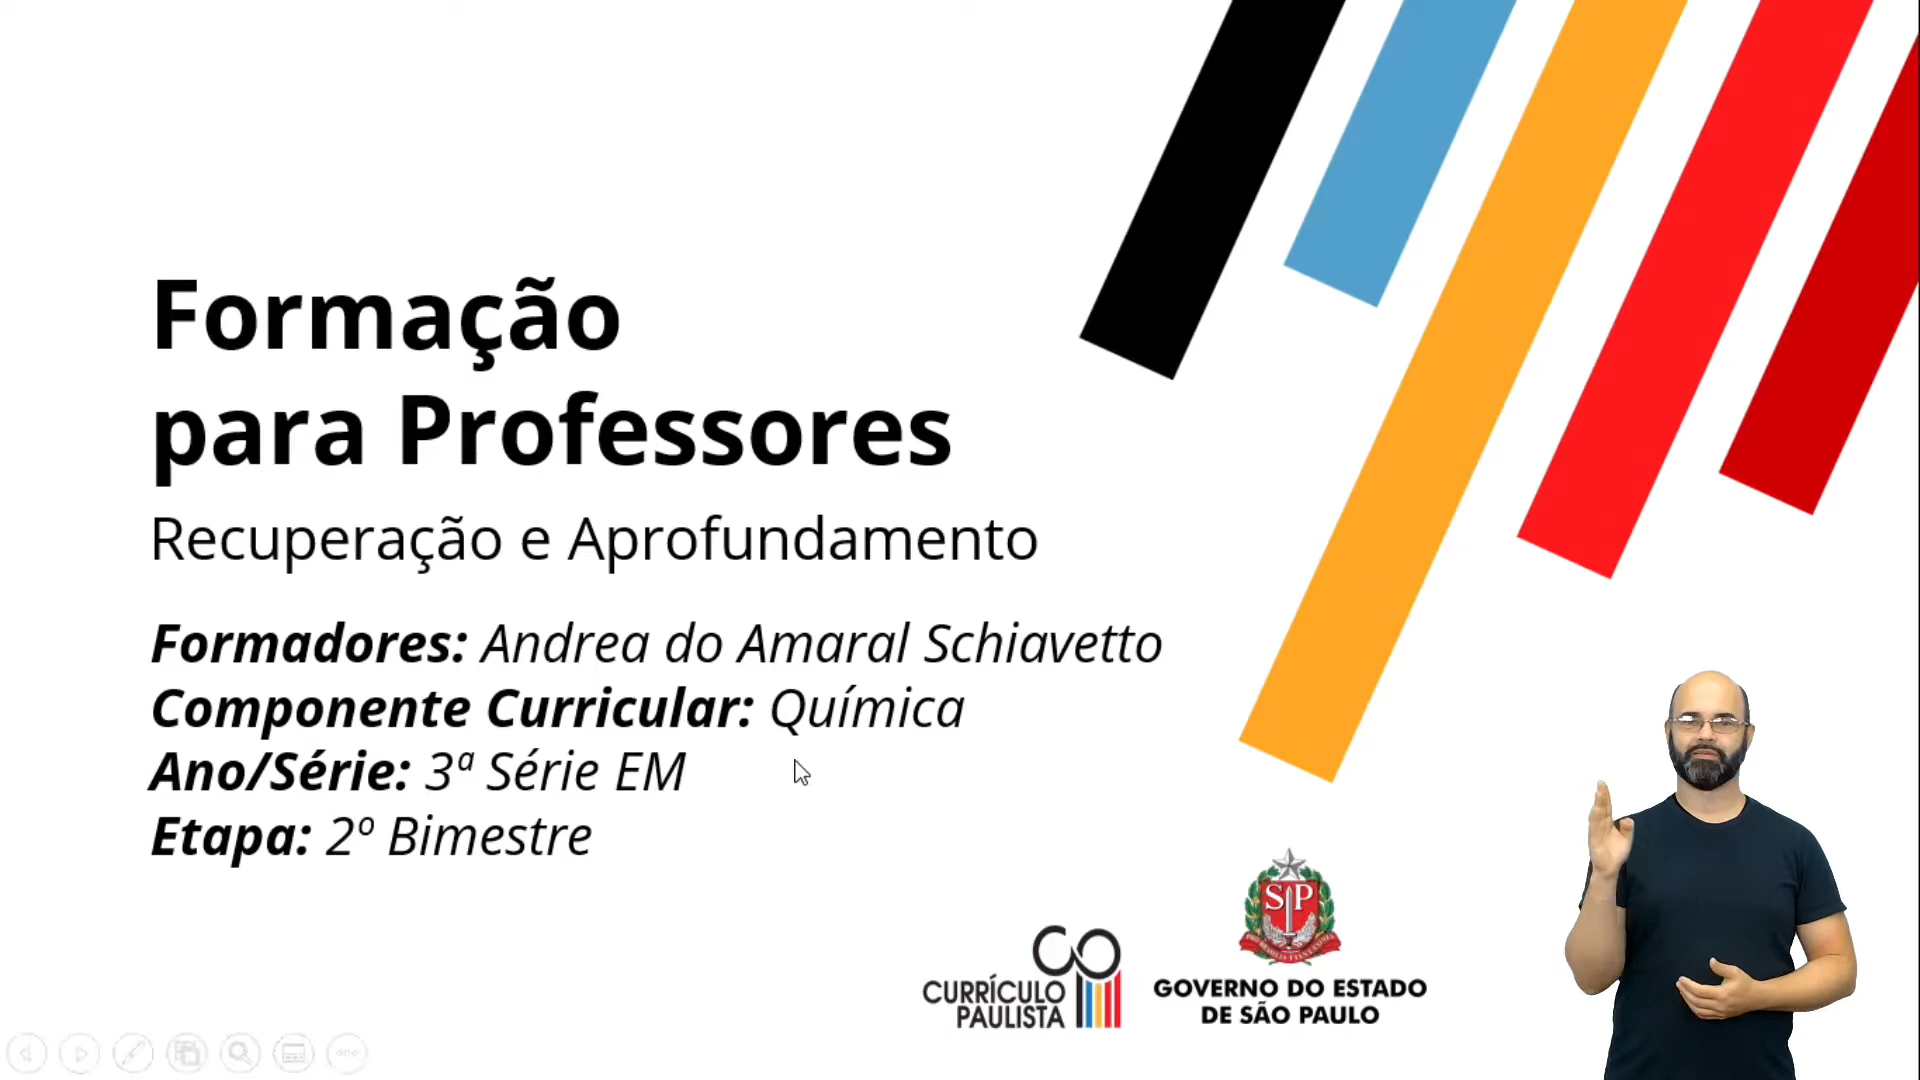 Formação
para Professores
Recuperação e Aprofundamento
Formadores: Andrea do Amaral Schiavetto
Componente Curricular: Química
Ano/Série: 3ª Série EM
Etapa: 2º Bimestre
CURRÍCULO
PAULISTA
SP
GOVERNO DO ESTADO
DE SÃO PAULO